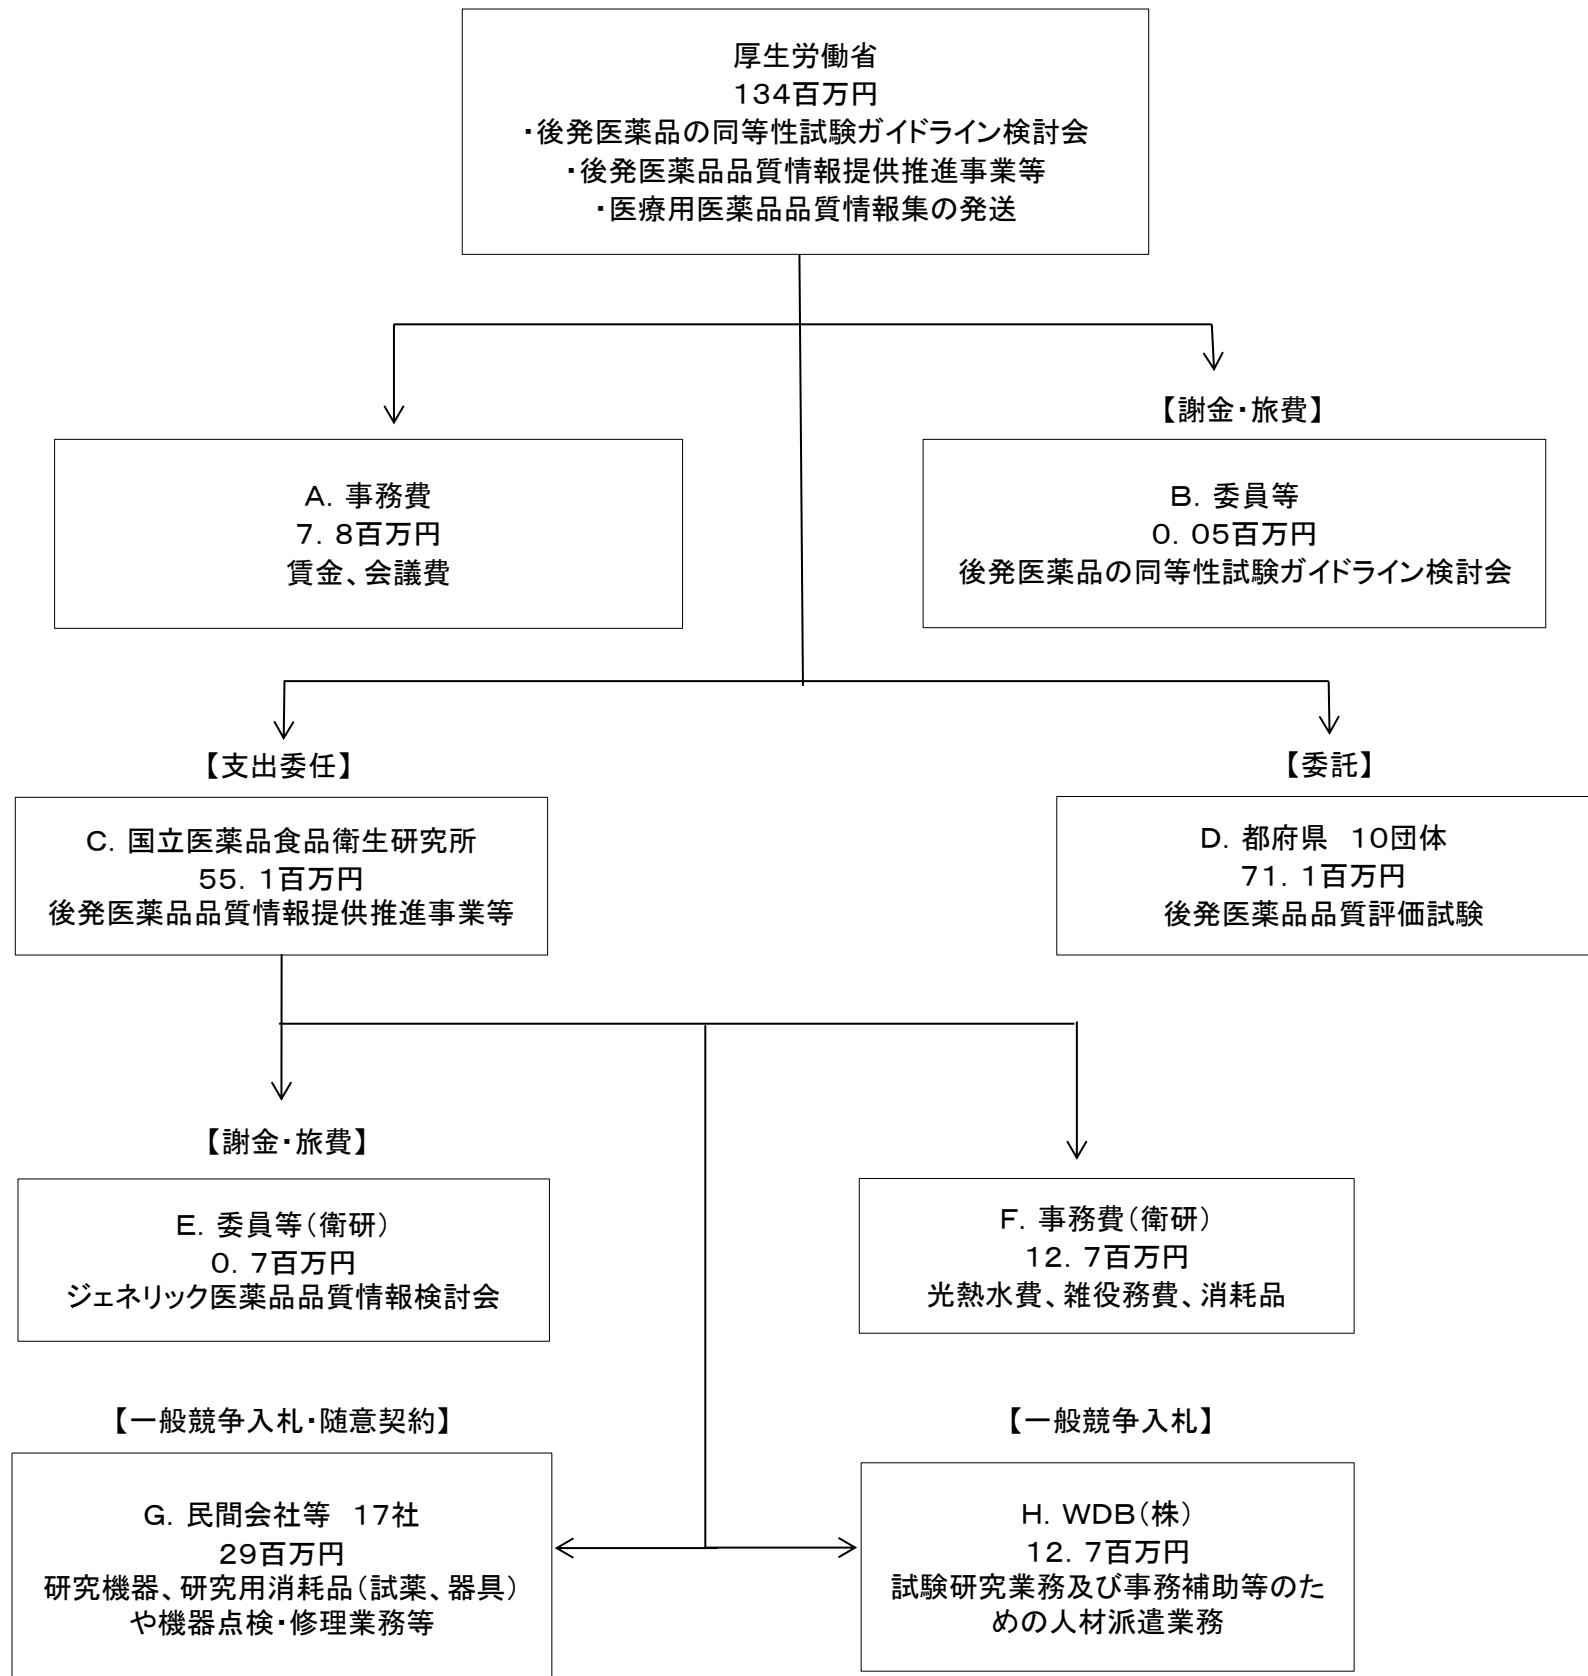 厚生労働省
134百万円
・後発医薬品の同等性試験ガイドライン検討会
・後発医薬品品質情報提供推進事業等
・医療用医薬品品質情報集の発送
【謝金・旅費】
A．事務費
7．8百万円
賃金、会議費
B．委員等
0．05百万円
後発医薬品の同等性試験ガイドライン検討会
【支出委任】
【委託】
C．国立医薬品食品衛生研究所
55．1百万円
後発医薬品品質情報提供推進事業等
D．都府県　10団体
71．1百万円
後発医薬品品質評価試験
【謝金・旅費】
E．委員等（衛研）
0．7百万円
ジェネリック医薬品品質情報検討会
F．事務費（衛研）
12．7百万円
光熱水費、雑役務費、消耗品
【一般競争入札・随意契約】
【一般競争入札】
G．民間会社等　17社
29百万円
研究機器、研究用消耗品（試薬、器具）
や機器点検・修理業務等
H．WDB（株）
12．7百万円
試験研究業務及び事務補助等のた
めの人材派遣業務